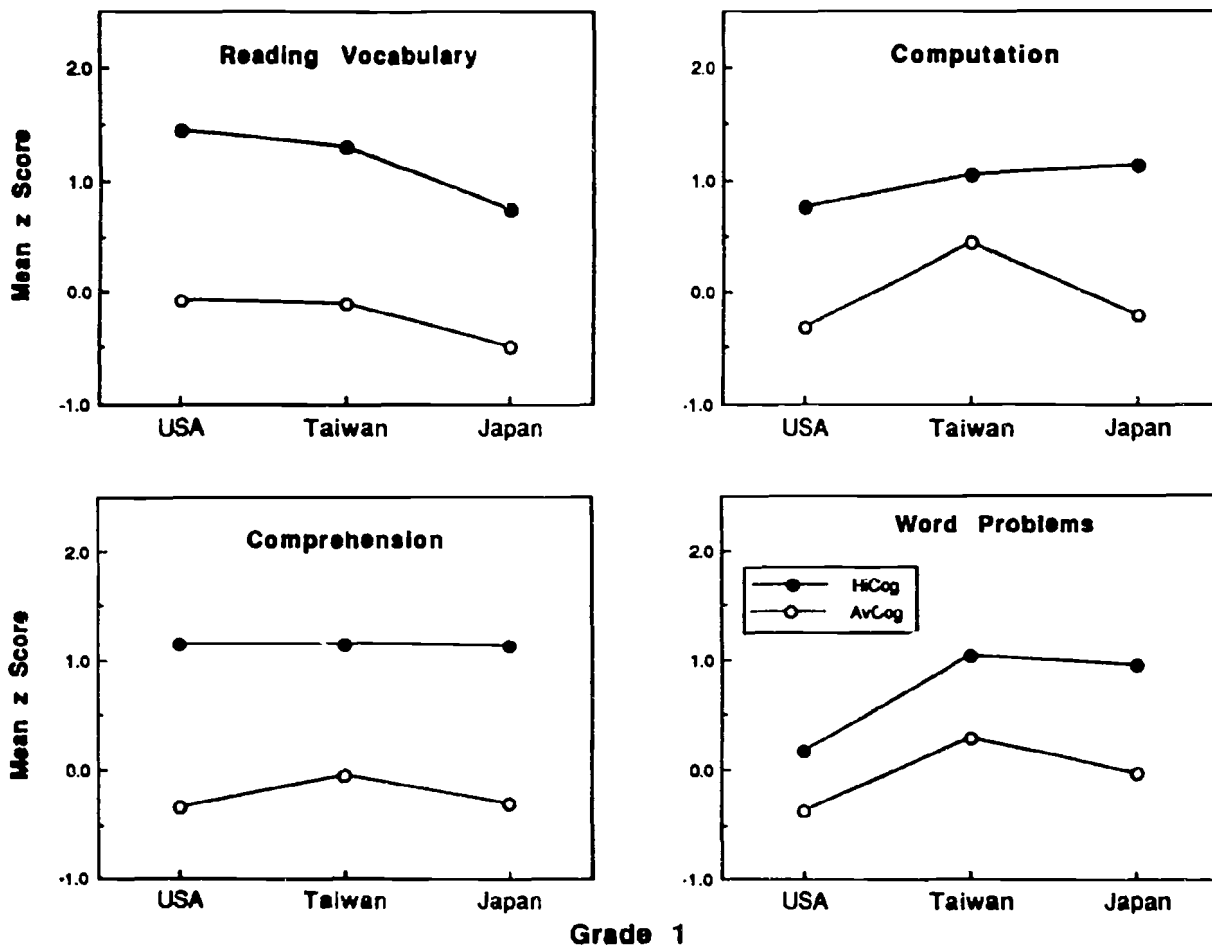 Reading Vocabulary
2.0
1.0
0.0
-1.0
Mean z Score
USA Taiwan Japan
Computation
2.0
1.0
0.0
-1.0
USA Taiwan Japan
Comprehension
2.0
1.0
0.0
-1.0
Mean z Score
USA Taiwan Japan
Word Problems
2.0
1.0
0.0
-1.0
HiCog
AvCog
USA Taiwan Japan
Grade 1